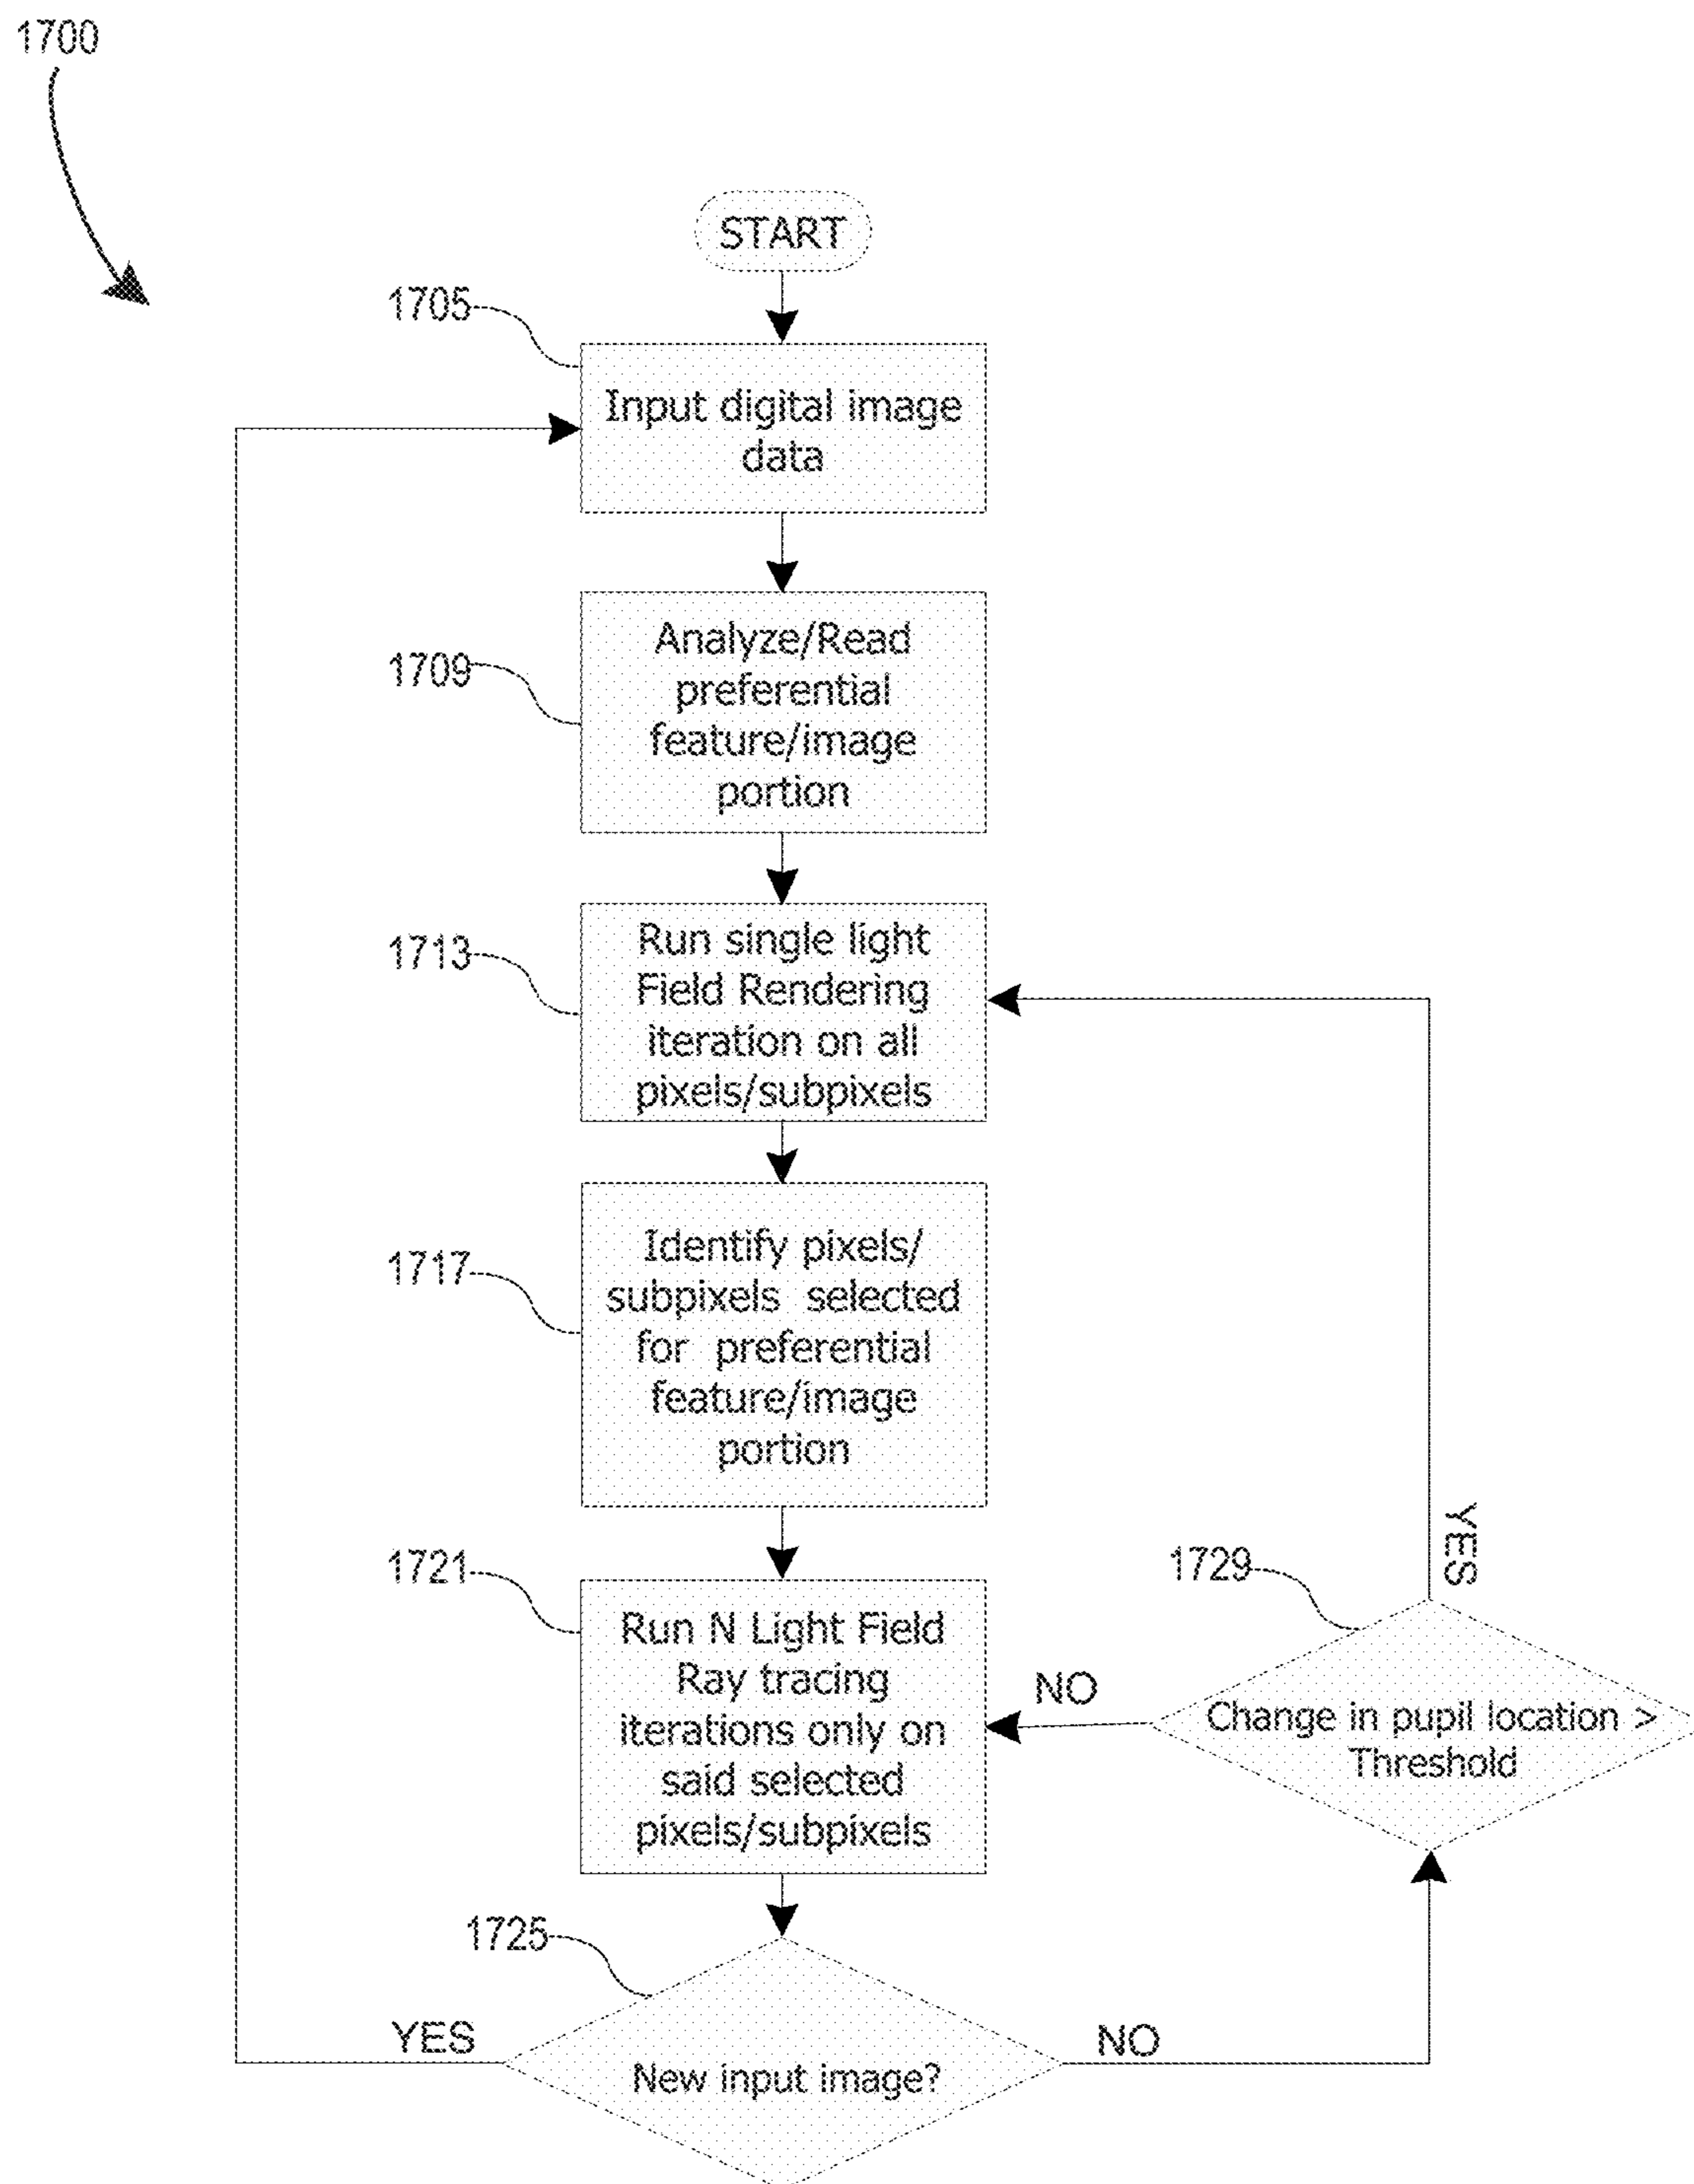 1700
START
1705
Input digital image
data
1709
Analyze/Read
preferential
feature/image
portion
1713
Run single light
Field Rendering
iteration on all
pixels/subpixels
1717
Identify pixels/
subpixels selected
for preferential
feature/image
portion
1721
Run N Light Field
Ray tracing
iterations only on
said selected
pixels/subpixels
1729
YES
NO
Change in pupil location >
Threshold
1725
YES
New input image?
NO